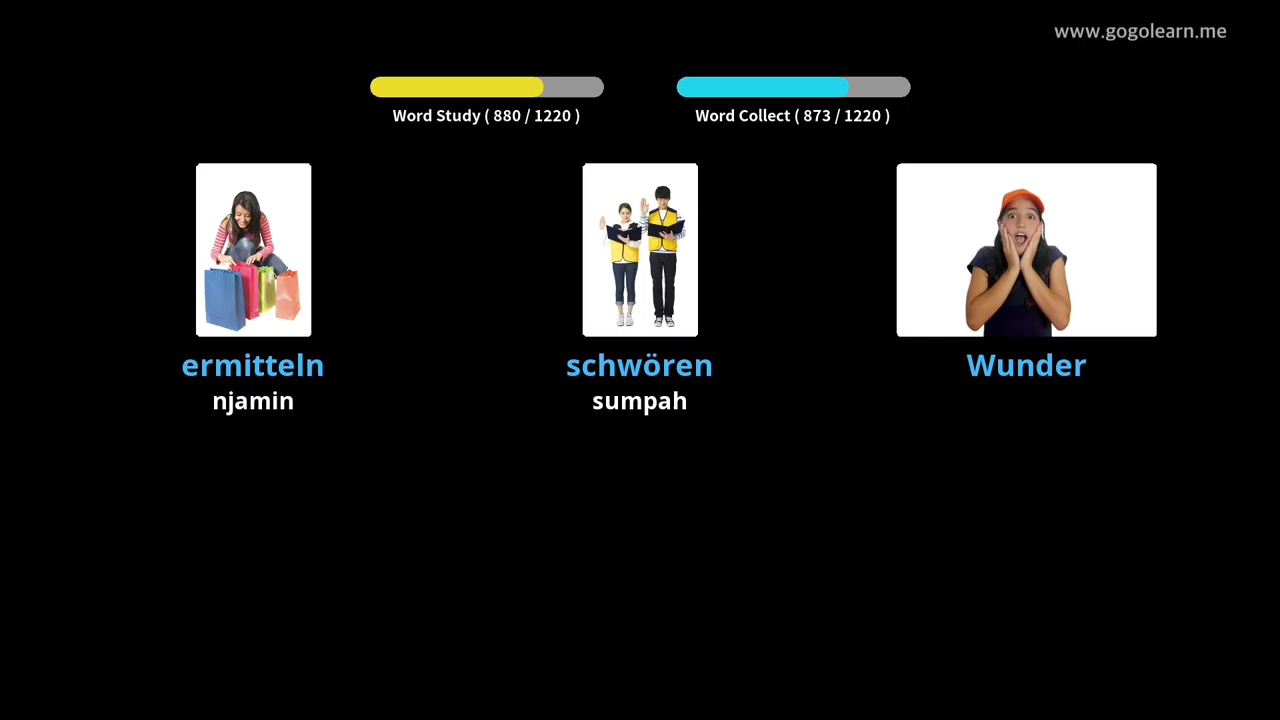 www.gogolearn.me
Word Study ( 880 / 1220 )
Word Collect ( 873 / 1220 )
ermitteln
njamin
schwören
sumpah
Wunder